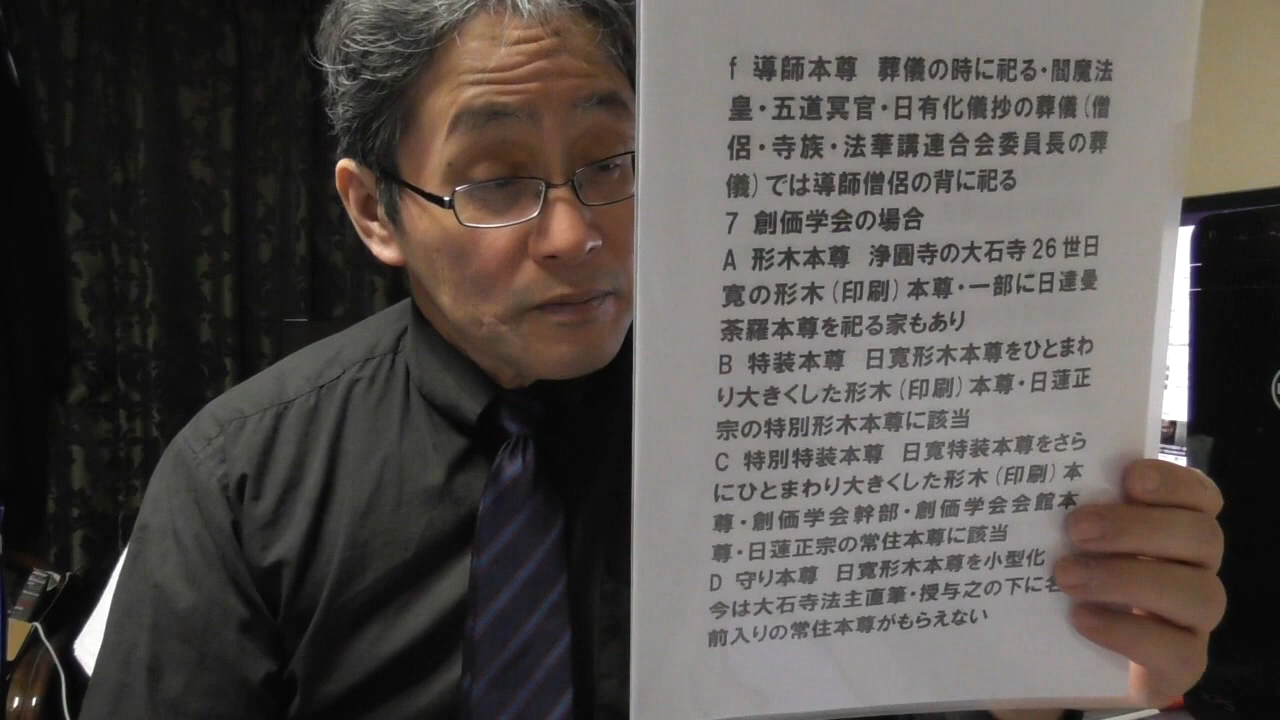 f 導師本尊 葬儀の時に祀る・閻魔法
皇・五道冥官・日有化儀抄の葬儀(僧
侶・寺族・法華講連合会委員長の葬
儀)では導師僧侶の背に祀る
7 創価学会の場合
A 形木本尊 浄圓寺の大石寺26世日
寛の形木(印刷)本尊・一部に日達曼
荼羅本尊を祀る家もあり
B 特装本尊 日寛形木本尊をひとまわ
り大きくした形木(印刷)本尊・日蓮正
宗の特別形木本尊に該当
C 特別特装本尊 日寛特装本尊をさら
にひとまわり大きくした形木(印刷)本
尊・創価学会幹部・創価学会会館本
尊・日蓮正宗の常住本尊に該当
D 守り本尊 日寛形木本尊を小型化
今は大石寺法主直筆・授与之の下に名
前入りの常住本尊がもらえない